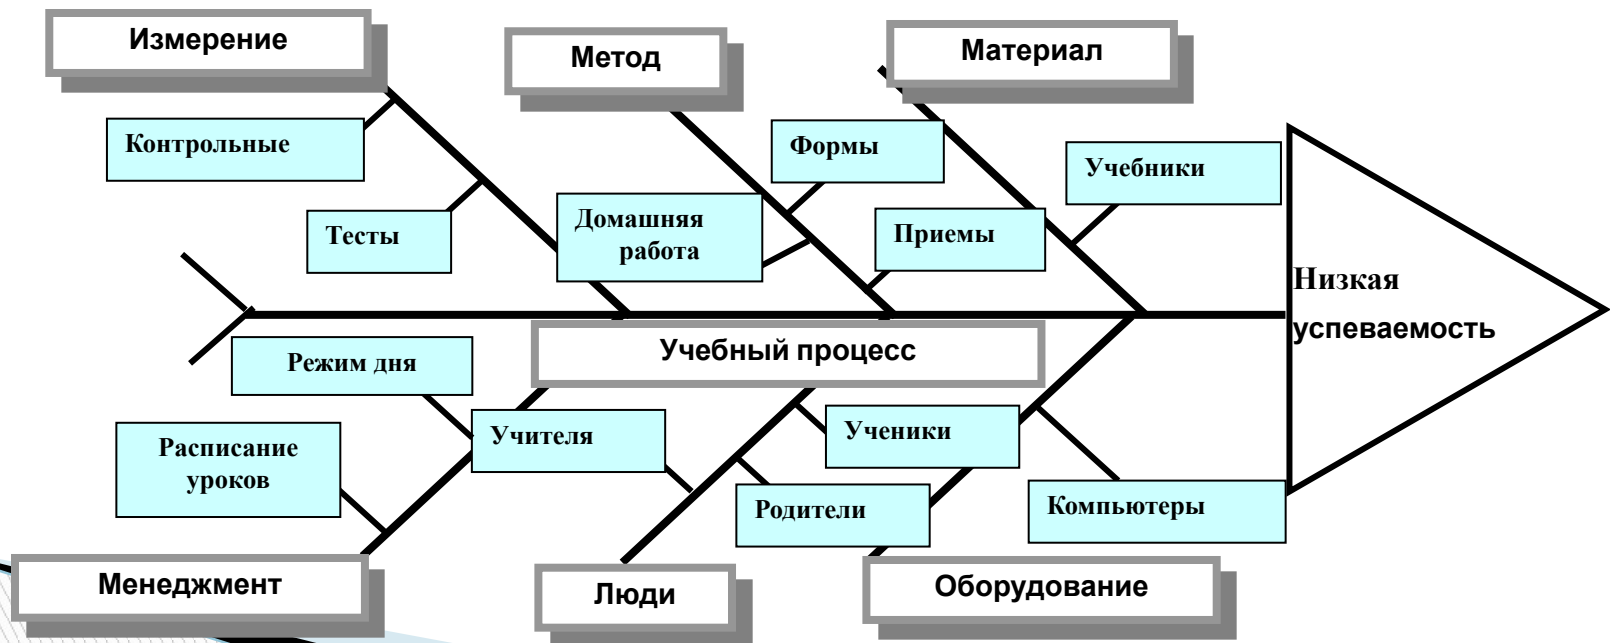 Измерение
Метод
Материал
Контрольные
Формы
Учебники
Тесты
Домашняя
работа
Приемы
Низкая
успеваемость
Учебный процесс
Режим дня
Учителя
Ученики
Расписание
уроков
Родители
Компьютеры
Менеджмент
Люди
Оборудование